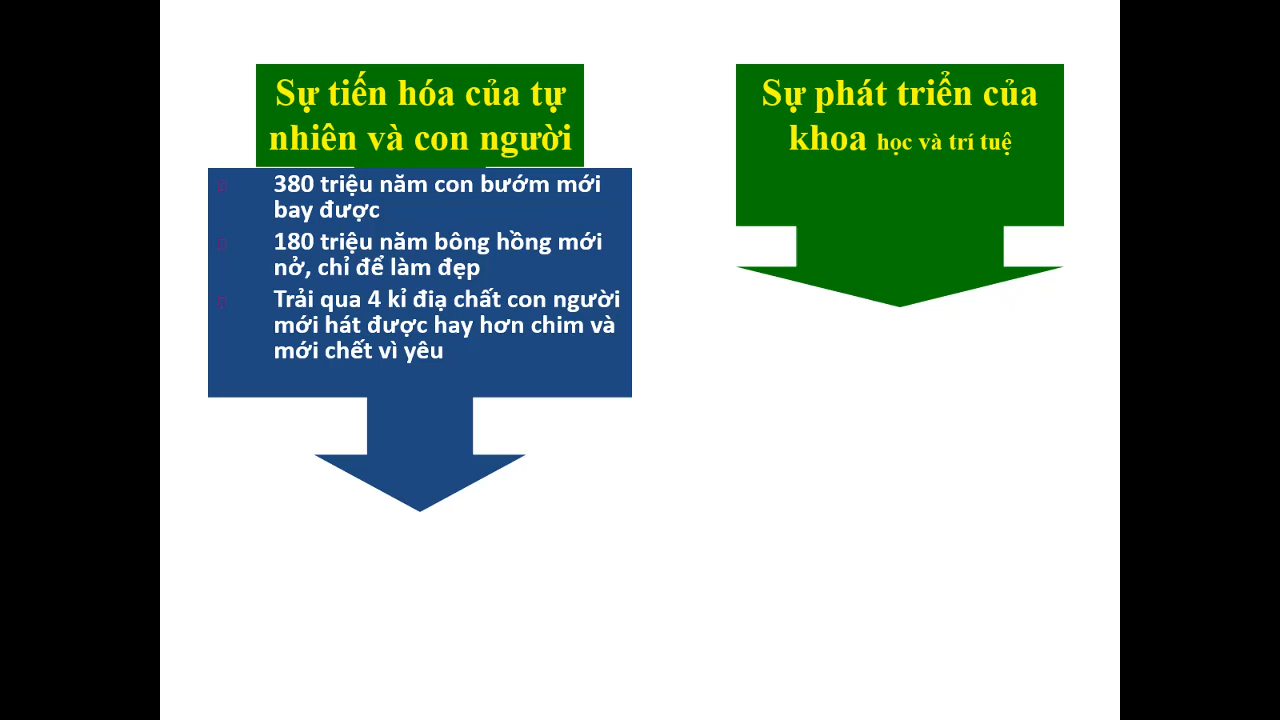 Sự tiến hóa của tự
nhiên và con người
380 triệu năm con bướm mới
bay được
180 triệu năm bông hồng mới
nở, chỉ để làm đẹp
Trải qua 4 kỉ điạ chất con người
mới hát được hay hơn chim và
mới chết vì yêu
Sự phát triển của
khoa học và trí tuệ